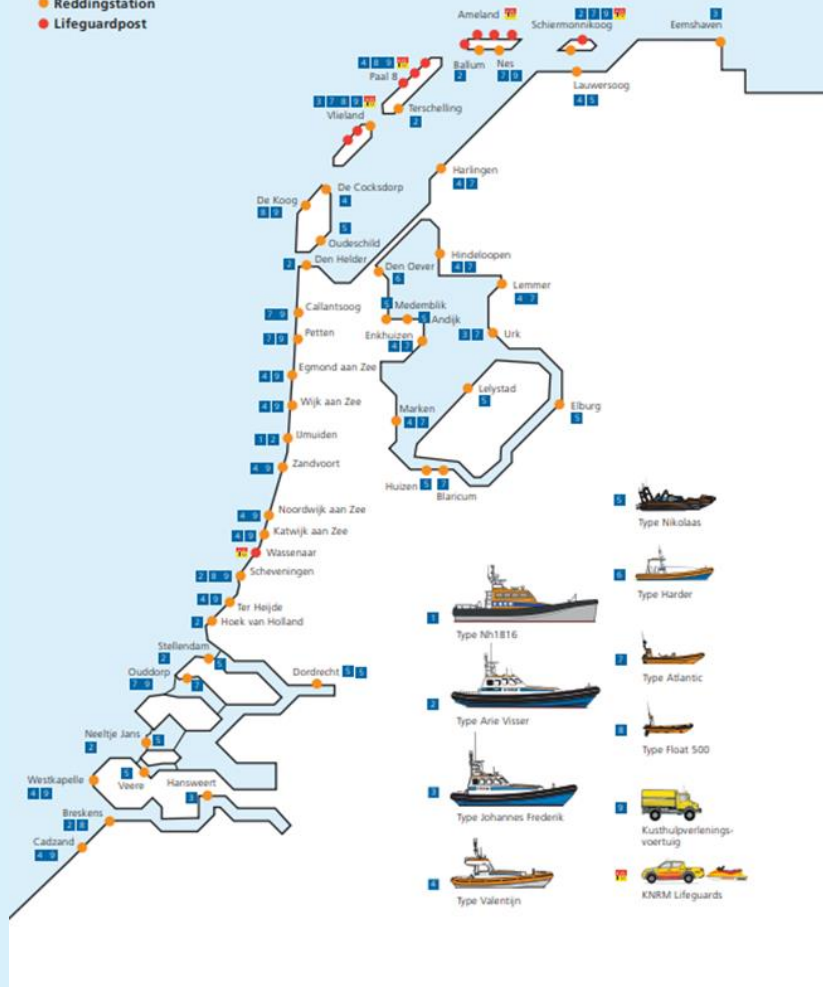 Reddingstation
Lifeguardpost
Ameland
2 7 9
Schiermonnikoog
3
Eemshaven
4 8 9
Paal 8
Ballum
2
Nes
7 9
Lauwersoog
4 5
3 7 8 9
Vlieland
Terschelling
2
Harlingen
4 7
De Koog
8 9
De Cocksdorp
4
5
Oudeschild
2
Den Helder
Den Oever
6
Hindeloopen
4 7
Lemmer
4 7
7 9
Callantsoog
5
Medemblik
5
Andijk
7 9
Petten
Enkhuizen
4 7
3 7
Urk
4 9
Egmond aan Zee
4 9
Wijk aan Zee
Marken
4 7
Lelystad
5
Elburg
5
1 2
IJmuiden
4 9
Zandvoort
Huizen
5
7
Blaricum
4 9
Noordwijk aan Zee
4 9
Katwijk aan Zee
Wassenaar
2 8 9
Scheveningen
4 9
Ter Heijde
2
Hoek van Holland
Stellendam
2
5
Ouddorp
7 9
7
Dordrecht
5 5
Neeltje Jans
2
5
Westkapelle
4 9
5
Veere
Hansweert
3
Breskens
2 8
Cadzand
4 9
1
Type Nh1816
2
Type Arie Visser
3
Type Johannes Frederik
4
Type Valentijn
5
Type Nikolaas
6
Type Harder
7
Type Atlantic
8
Type Float 500
9
Kusthulpverlenings-
voertuig
KNRM Lifeguards